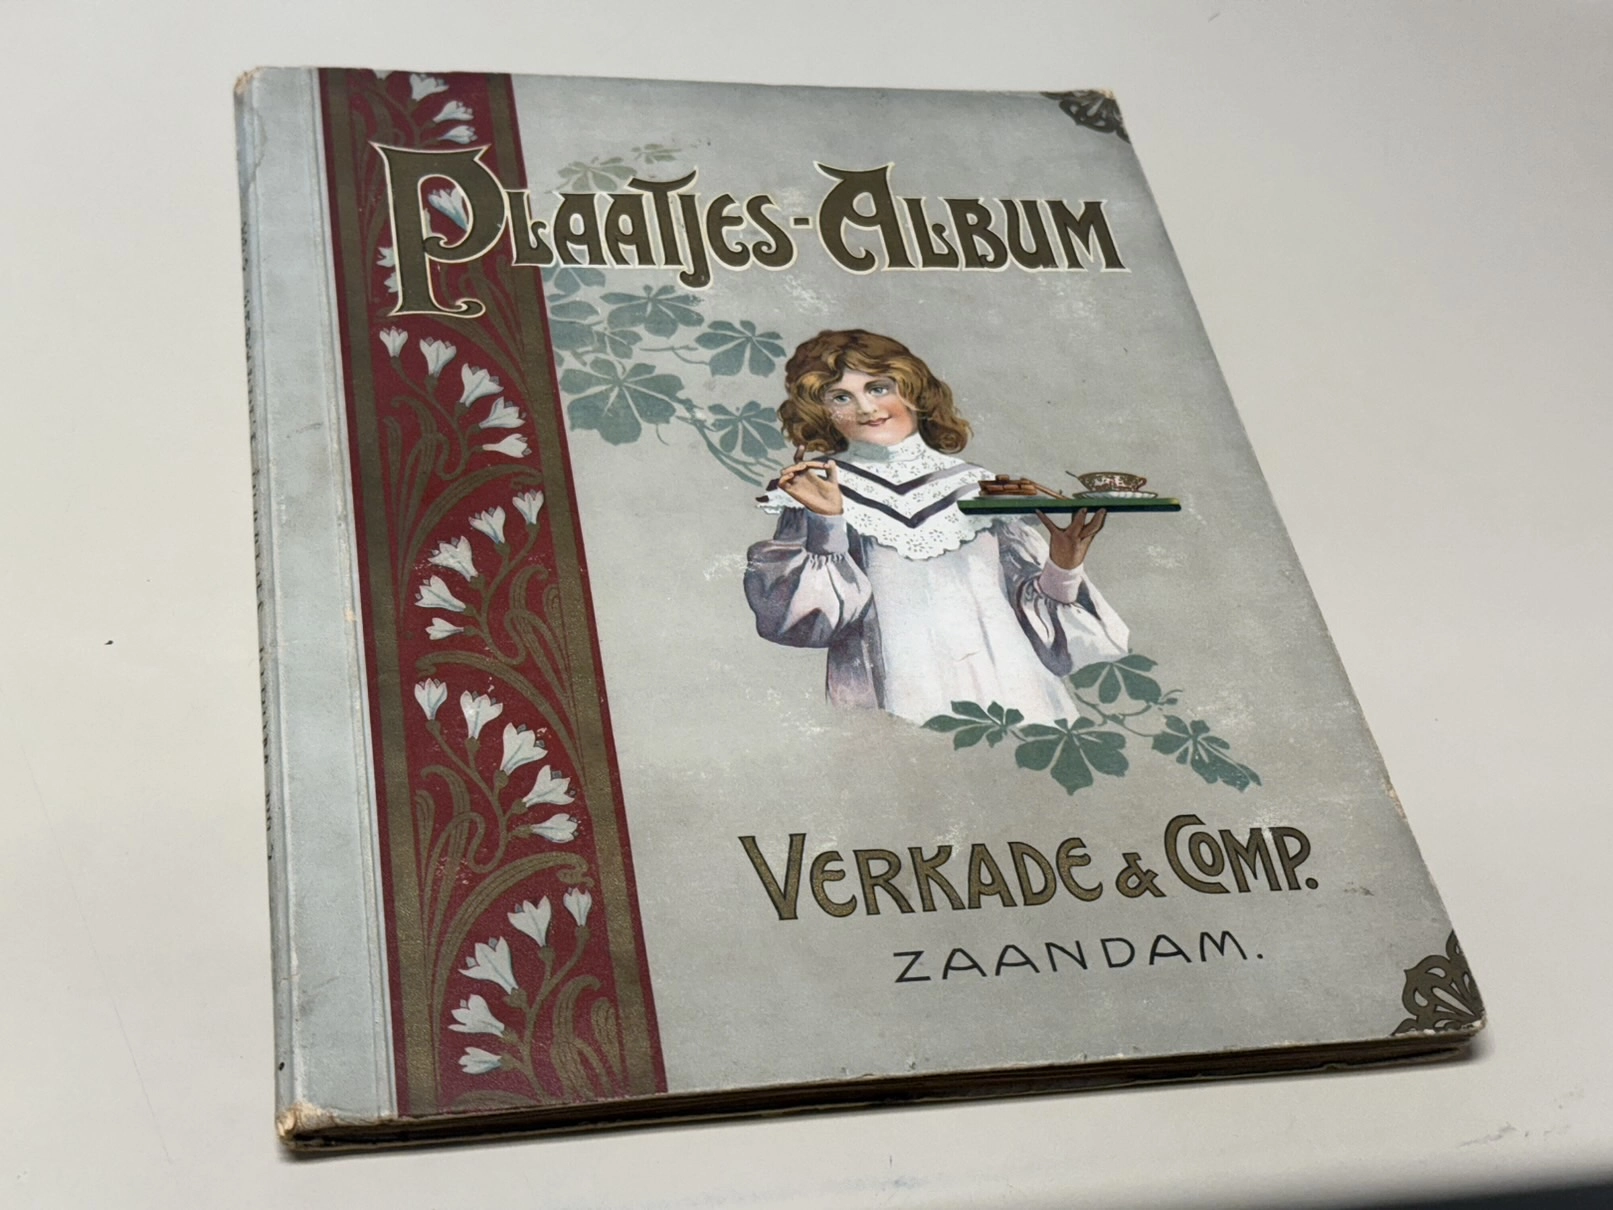 PLAATJES-ALBUM
VERKADE & COMP.
ZAANDAM.